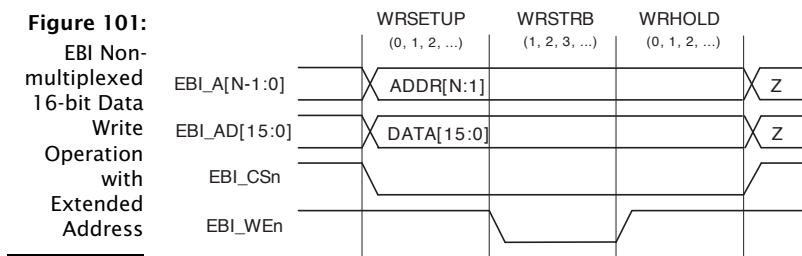 Figure 101:
EBI Non-
multiplexed
16-bit Data
Write
Operation
with
Extended
Address
WRSETUP WRSTRB WRHOLD
(0, 1, 2, ...) (1, 2, 3, ...) (0, 1, 2, ...)
EBI_A[N-1:0] ADDR[N:1] Z
EBI_AD[15:0] DATA[15:0] Z
EBI_CSn
EBI_WEn